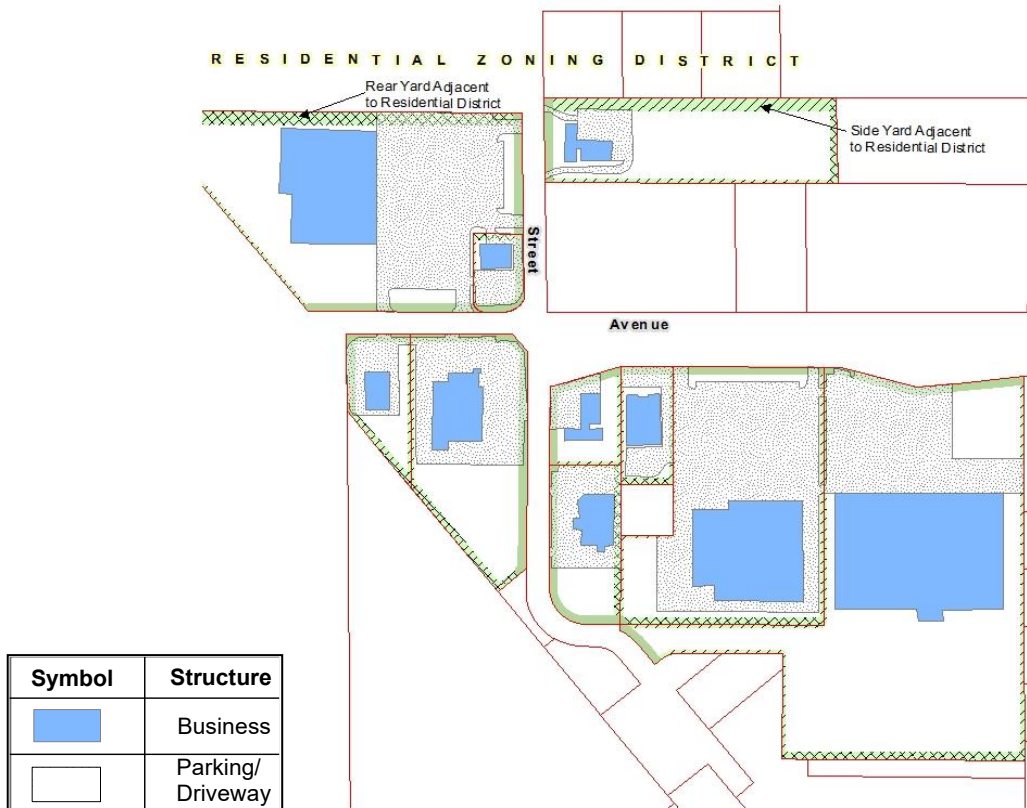 RESIDENTIAL ZONING DISTRICT
Rear Yard Adjacent
to Residential District
Side Yard Adjacent
to Residential District
Street
Avenue
Symbol Structure
Business
Parking/
Driveway